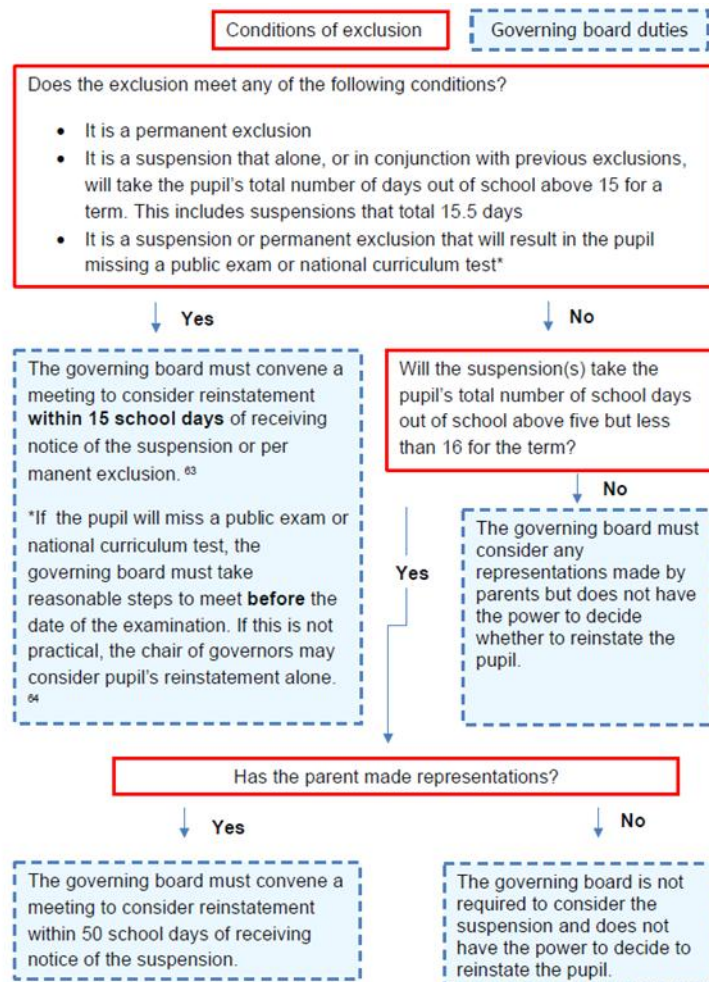 Conditions of exclusion
Governing board duties
Does the exclusion meet any of the following conditions?
• It is a permanent exclusion
• It is a suspension that alone, or in conjunction with previous exclusions,
will take the pupil's total number of days out of school above 15 for a
term. This includes suspensions that total 15.5 days
• It is a suspension or permanent exclusion that will result in the pupil
missing a public exam or national curriculum test*
Yes
No
The governing board must convene a
meeting to consider reinstatement
within 15 school days of receiving
notice of the suspension or per
manent exclusion. 63
*If the pupil will miss a public exam or
national curriculum test, the
governing board must take
reasonable steps to meet before the
date of the examination. If this is not
practical, the chair of governors may
consider pupil's reinstatement alone.
64
Will the suspension(s) take the
pupil's total number of school days
out of school above five but less
than 16 for the term?
No
Yes
The governing board must
consider any
representations made by
parents but does not have
the power to decide
whether to reinstate the
pupil.
Has the parent made representations?
Yes
No
The governing board must convene a
meeting to consider reinstatement
within 50 school days of receiving
notice of the suspension.
The governing board is not
required to consider the
suspension and does not
have the power to decide to
reinstate the pupil.